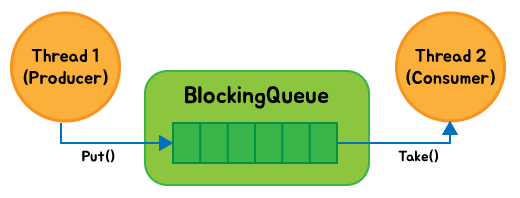 Thread 1
(Producer)
Thread 2
(Consumer)
BlockingQueue
Put()
Take()